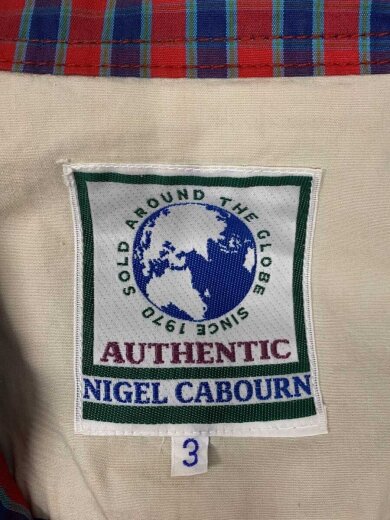 SOLD AROUND THE GLOBE SINCE 1970
AUTHENTIC
NIGEL CABOURN
3